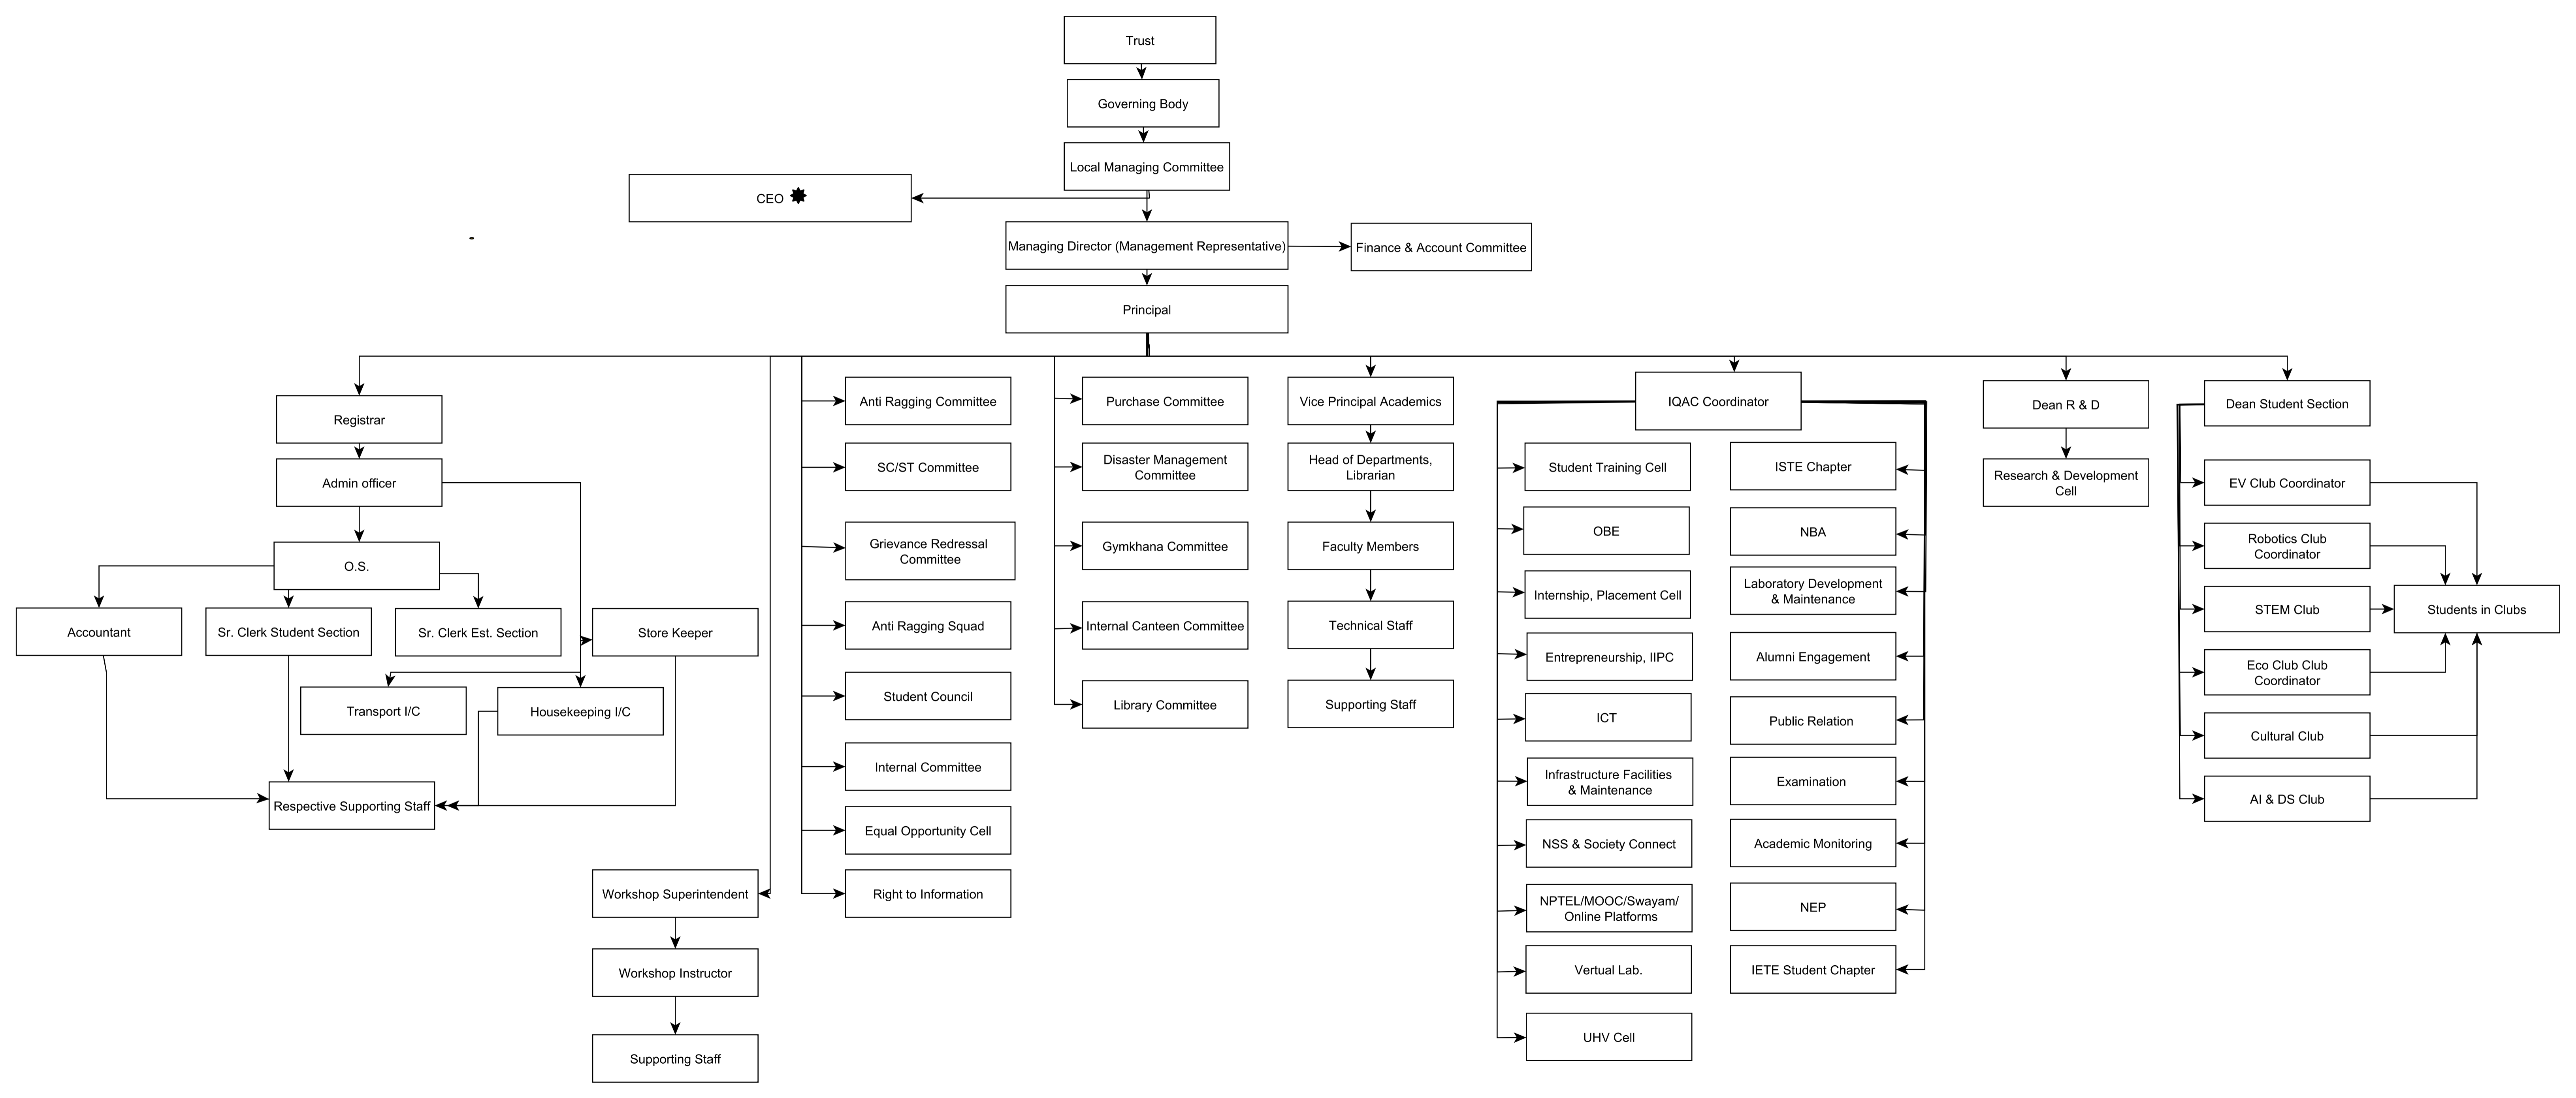 Trust
Governing Body
Local Managing Committee
CEO
Managing Director (Management Representative)
Finance & Account Committee
Principal
Registrar
Admin officer
O.S.
Accountant
Sr. Clerk Student Section
Sr. Clerk Est. Section
Store Keeper
Transport I/C
Housekeeping I/C
Respective Supporting Staff
Workshop Superintendent
Workshop Instructor
Supporting Staff
Anti Ragging Committee
SC/ST Committee
Grievance Redressal
Committee
Anti Ragging Squad
Student Council
Internal Committee
Equal Opportunity Cell
Right to Information
Purchase Committee
Disaster Management
Committee
Gymkhana Committee
Internal Canteen Committee
Library Committee
Vice Principal Academics
Head of Departments,
Librarian
Faculty Members
Technical Staff
Supporting Staff
IQAC Coordinator
Student Training Cell
OBE
Internship, Placement Cell
Entrepreneurship, IIPC
ICT
Infrastructure Facilities
& Maintenance
NSS & Society Connect
NPTEL/MOOC/Swayam/
Online Platforms
Vertual Lab.
UHV Cell
ISTE Chapter
NBA
Laboratory Development
& Maintenance
Alumni Engagement
Public Relation
Examination
Academic Monitoring
NEP
IETE Student Chapter
Dean R & D
Research & Development
Cell
Dean Student Section
EV Club Coordinator
Robotics Club
Coordinator
STEM Club
Eco Club Club
Coordinator
Cultural Club
AI & DS Club
Students in Clubs